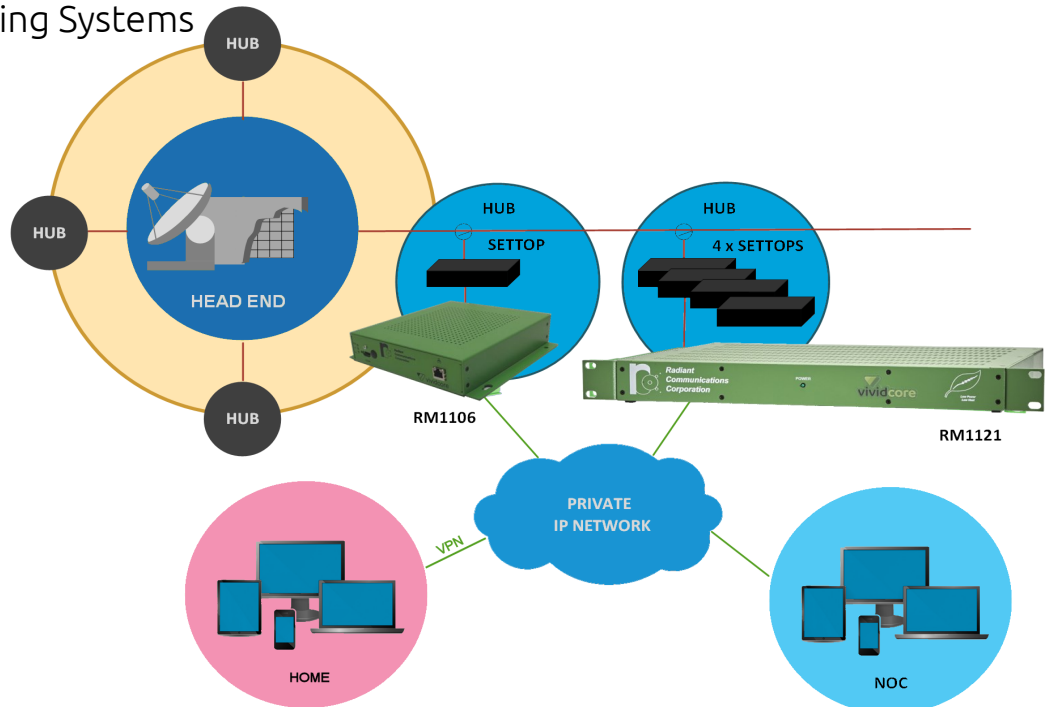 ing Systems
HUB
HUB
HEAD END
HUB
HUB
SETTOP
RM1106
HUB
4 x SETTOPS
Radiant
Communications
Corporation
POWER
vividcore
RM1121
PRIVATE
IP NETWORK
VPN
HOME
NOC